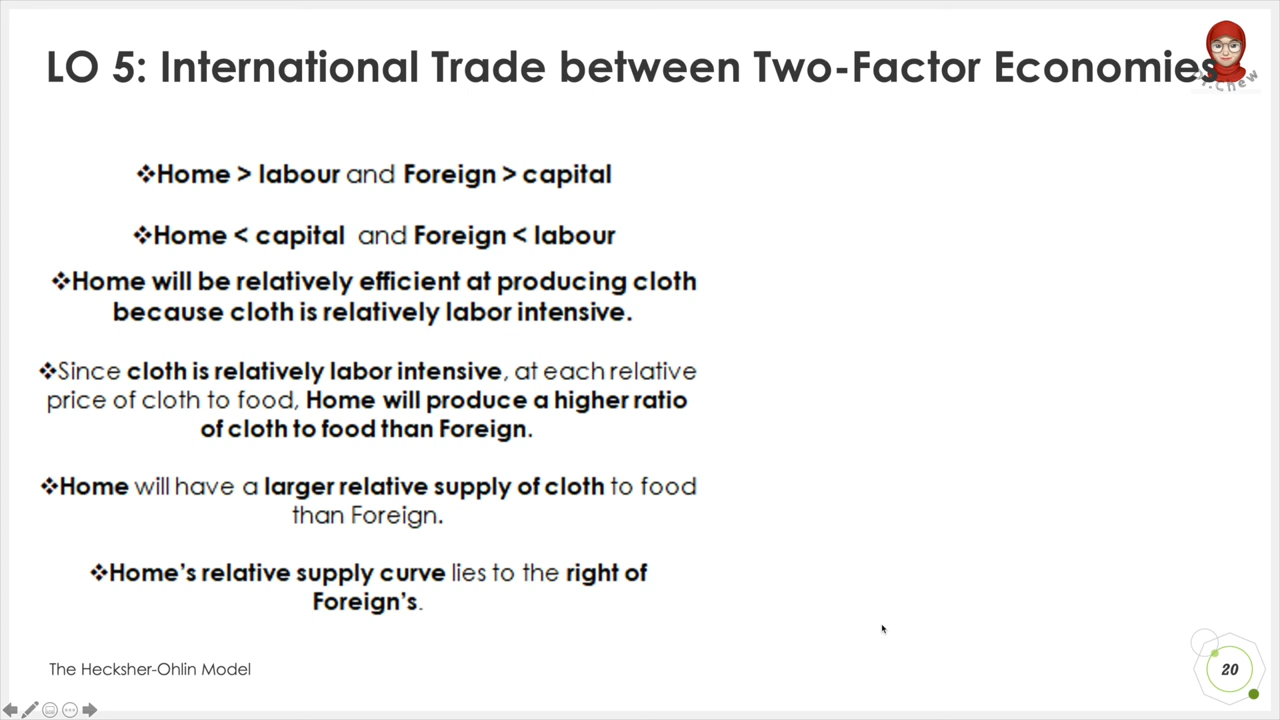 LO 5: International Trade between Two-Factor Economies
❖Home > labour and Foreign > capital
❖Home < capital and Foreign < labour
❖Home will be relatively efficient at producing cloth
because cloth is relatively labor intensive.
❖Since cloth is relatively labor intensive, at each relative
price of cloth to food, Home will produce a higher ratio
of cloth to food than Foreign.
❖Home will have a larger relative supply of cloth to food
than Foreign.
❖Home’s relative supply curve lies to the right of
Foreign’s.
The Hecksher-Ohlin Model
20